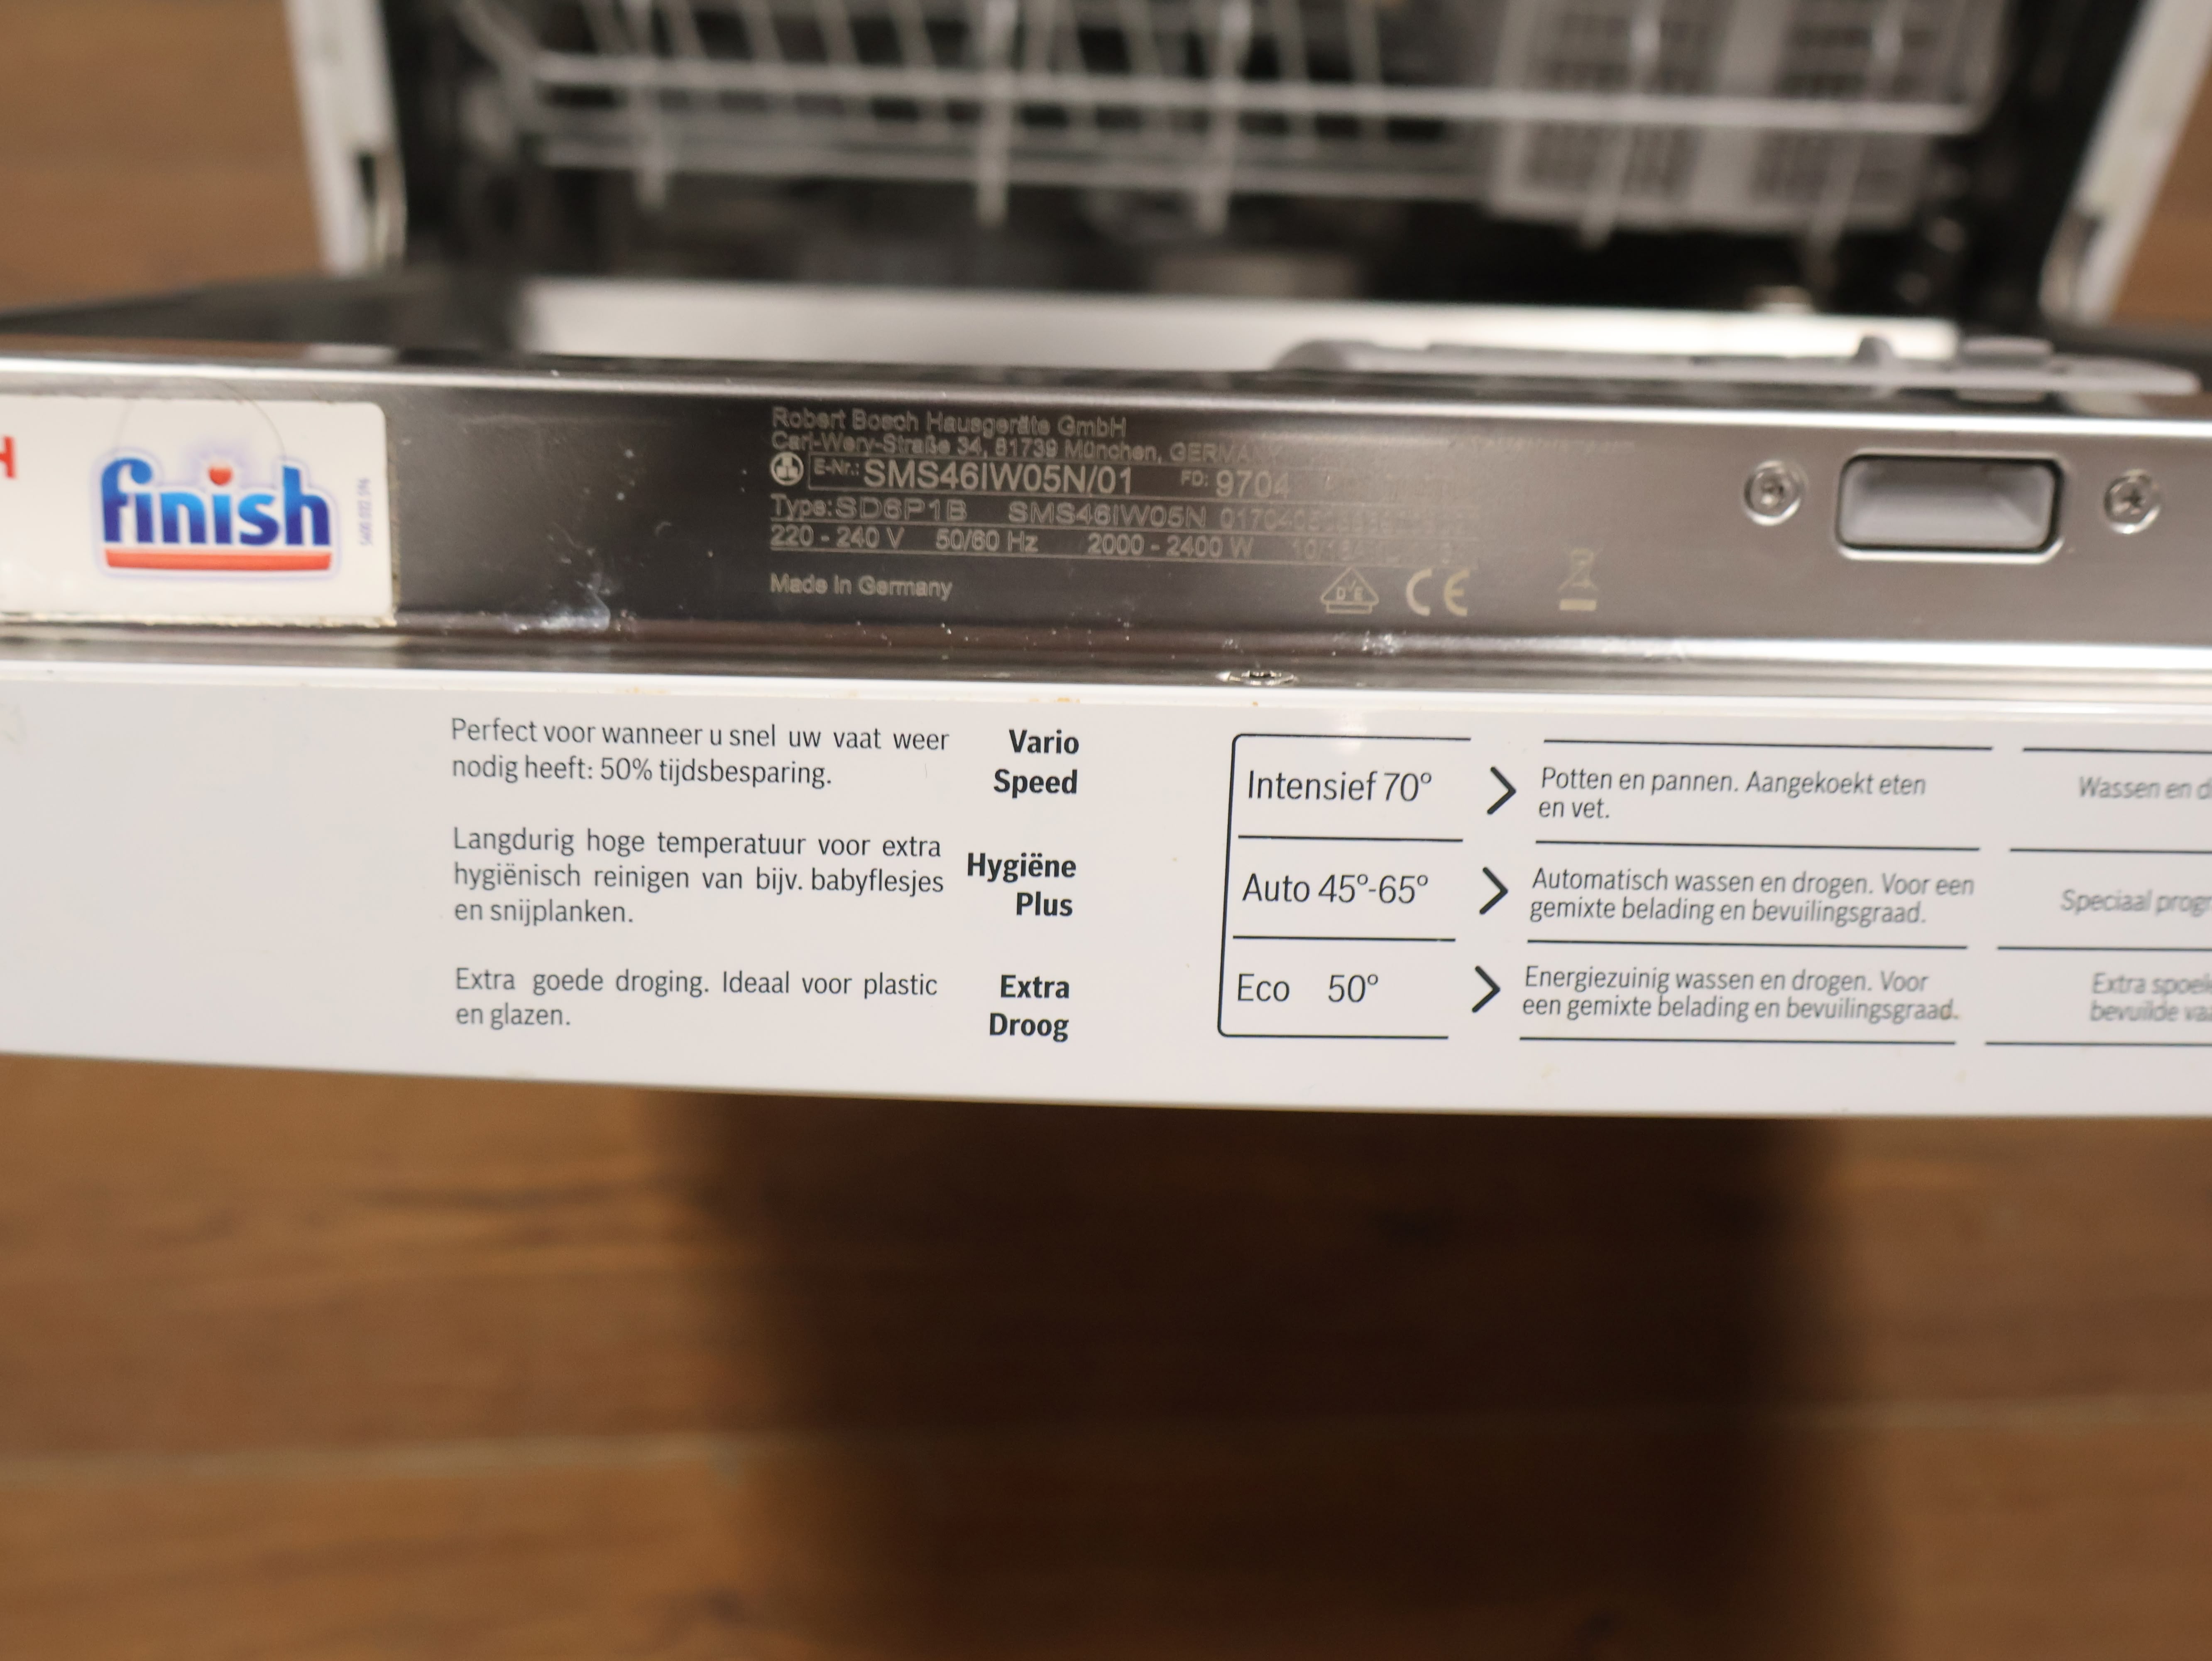 H
finish
Robert Bosch Hausgeräte GmbH
Carl-Wery-Straße 34, 81739 München, GERMANY
E-Nr.: SMS46IW05N/01 FD: 9704
Type: SD6P1B SMS46IW05N
220 - 240 V 50/60 Hz 2000 - 2400 W
Made in Germany
D V E
CE
Perfect voor wanneer u snel uw vaat weer
nodig heeft: 50% tijdsbesparing.
Vario
Speed
Langdurig hoge temperatuur voor extra
hygiënisch reinigen van bijv. babyflesjes
en snijplanken.
Hygiëne
Plus
Extra goede droging. Ideaal voor plastic
en glazen.
Extra
Droog
Intensief 70°
Potten en pannen. Aangekoekt eten
en vet.
Wassen en
Auto 45°-65°
Automatisch wassen en drogen. Voor een
gemixte belading en bevuilingsgraad.
Speciaal
Eco 50°
Energiezuinig wassen en drogen. Voor
een gemixte belading en bevuilingsgraad.
Extra
bevuilde